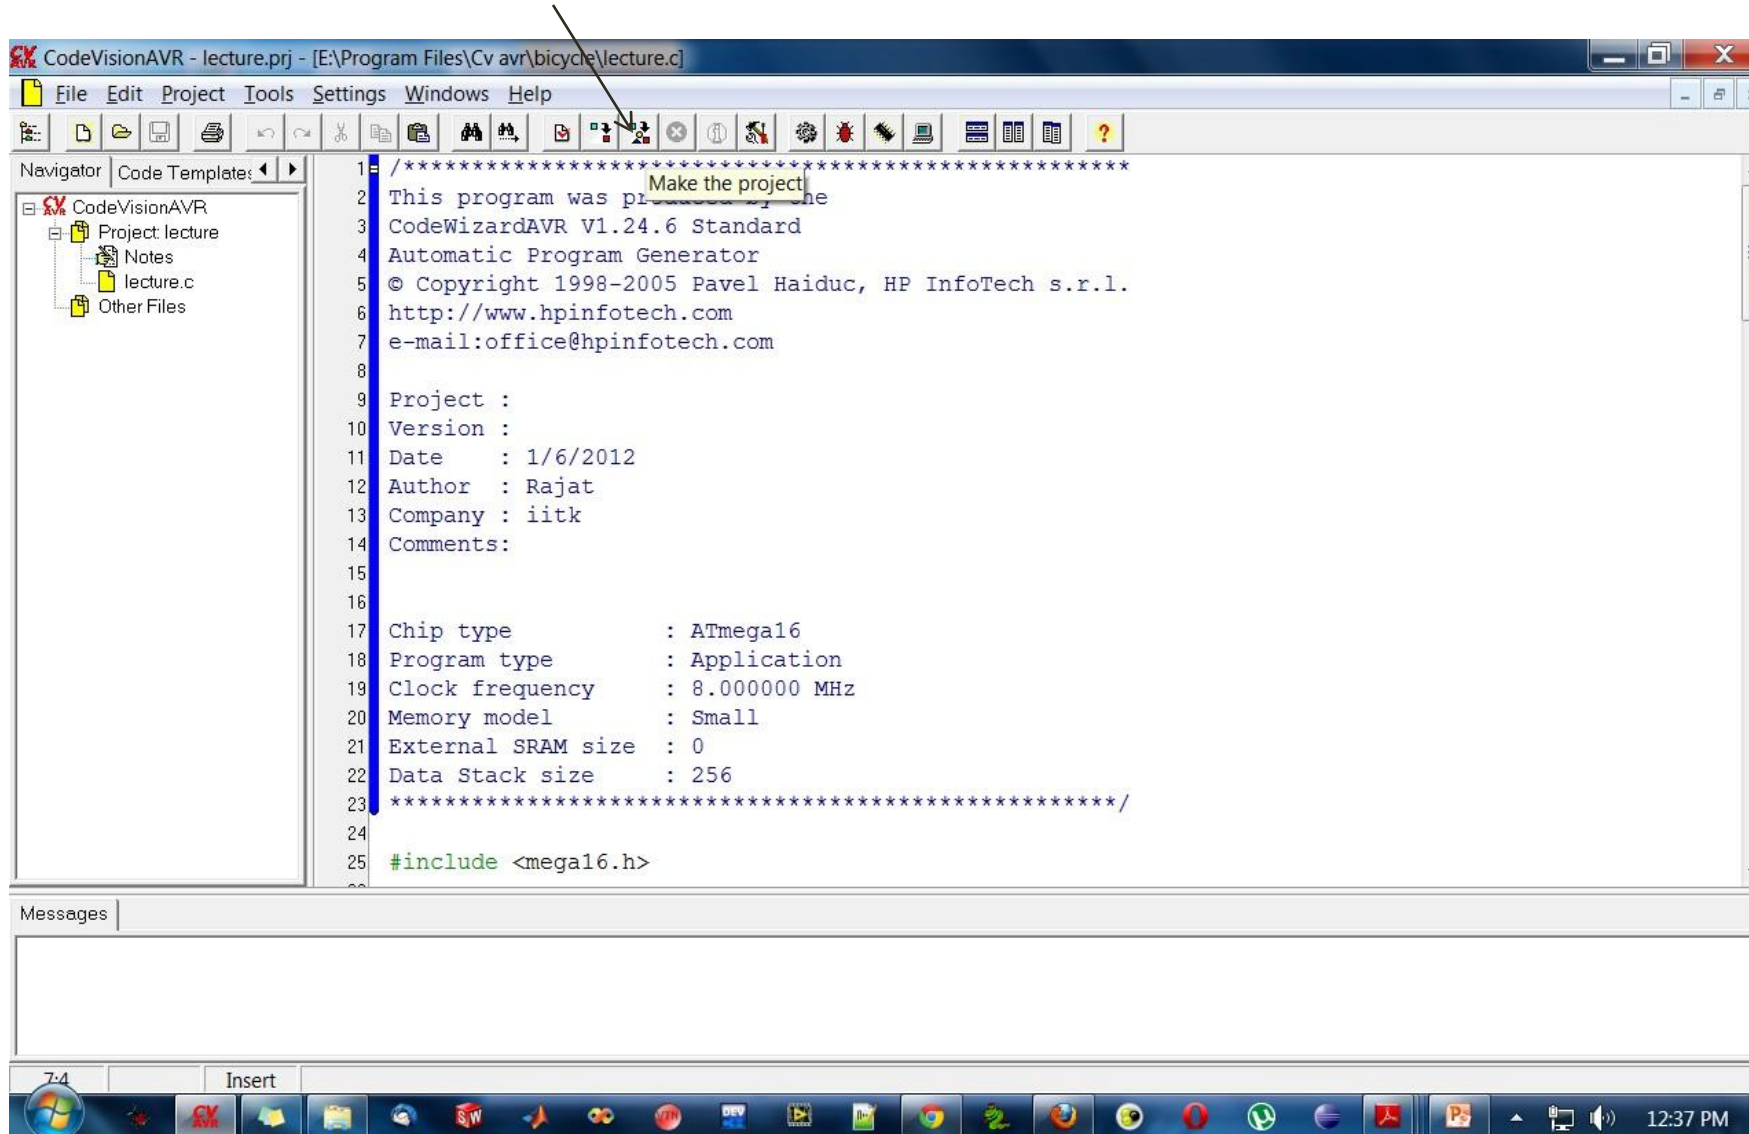 CodeVisionAVR - lecture.prj - [E:\Program Files\Cv avr\bicycle\lecture.c]
File Edit Project Tools Settings Windows Help
Navigator Code Templates
CodeVisionAVR
Project: lecture
Notes
lecture.c
Other Files
Make the project
1 /*****************************************************
2 This program was produced by the
3 CodeWizardAVR V1.24.6 Standard
4 Automatic Program Generator
5 © Copyright 1998-2005 Pavel Haiduc, HP InfoTech s.r.l.
6 http://www.hpinfotech.com
7 e-mail:office@hpinfotech.com
8
9 Project :
10 Version :
11 Date    : 1/6/2012
12 Author  : Rajat
13 Company : iitk
14 Comments:
15
16
17 Chip type           : ATmega16
18 Program type        : Application
19 Clock frequency     : 8.000000 MHz
20 Memory model        : Small
21 External SRAM size  : 0
22 Data Stack size     : 256
23 *****************************************************/
24
25 #include <mega16.h>
Messages
7:4 Insert
12:37 PM